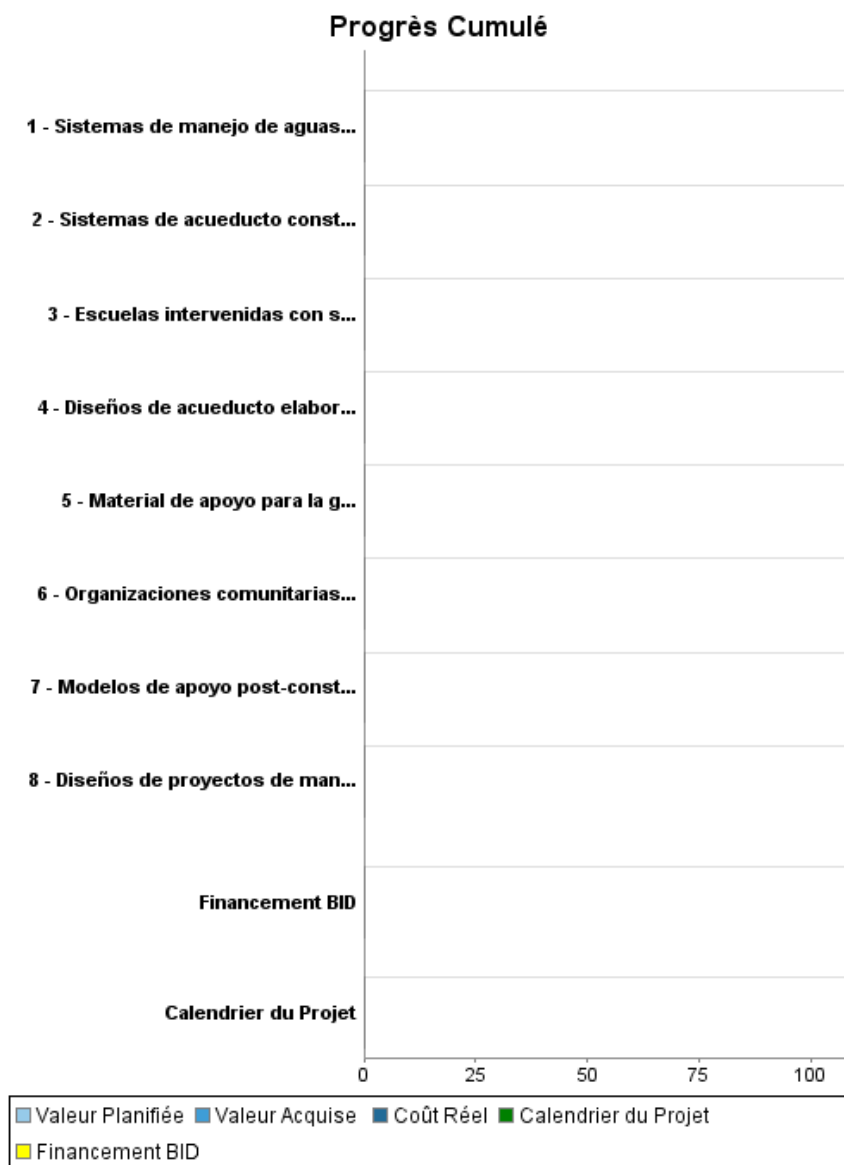 Progrès Cumulé
1 - Sistemas de manejo de aguas...
2 - Sistemas de acueducto const...
3 - Escuelas intervenidas con s...
4 - Diseños de acueducto elabor...
5 - Material de apoyo para la g...
6 - Organizaciones comunitarias...
7 - Modelos de apoyo post-const...
8 - Diseños de proyectos de man...
Financement BID
Calendrier du Projet
0 25 50 75 100
Valeur Planifiée Valeur Acquise Coût Réel Calendrier du Projet
Financement BID